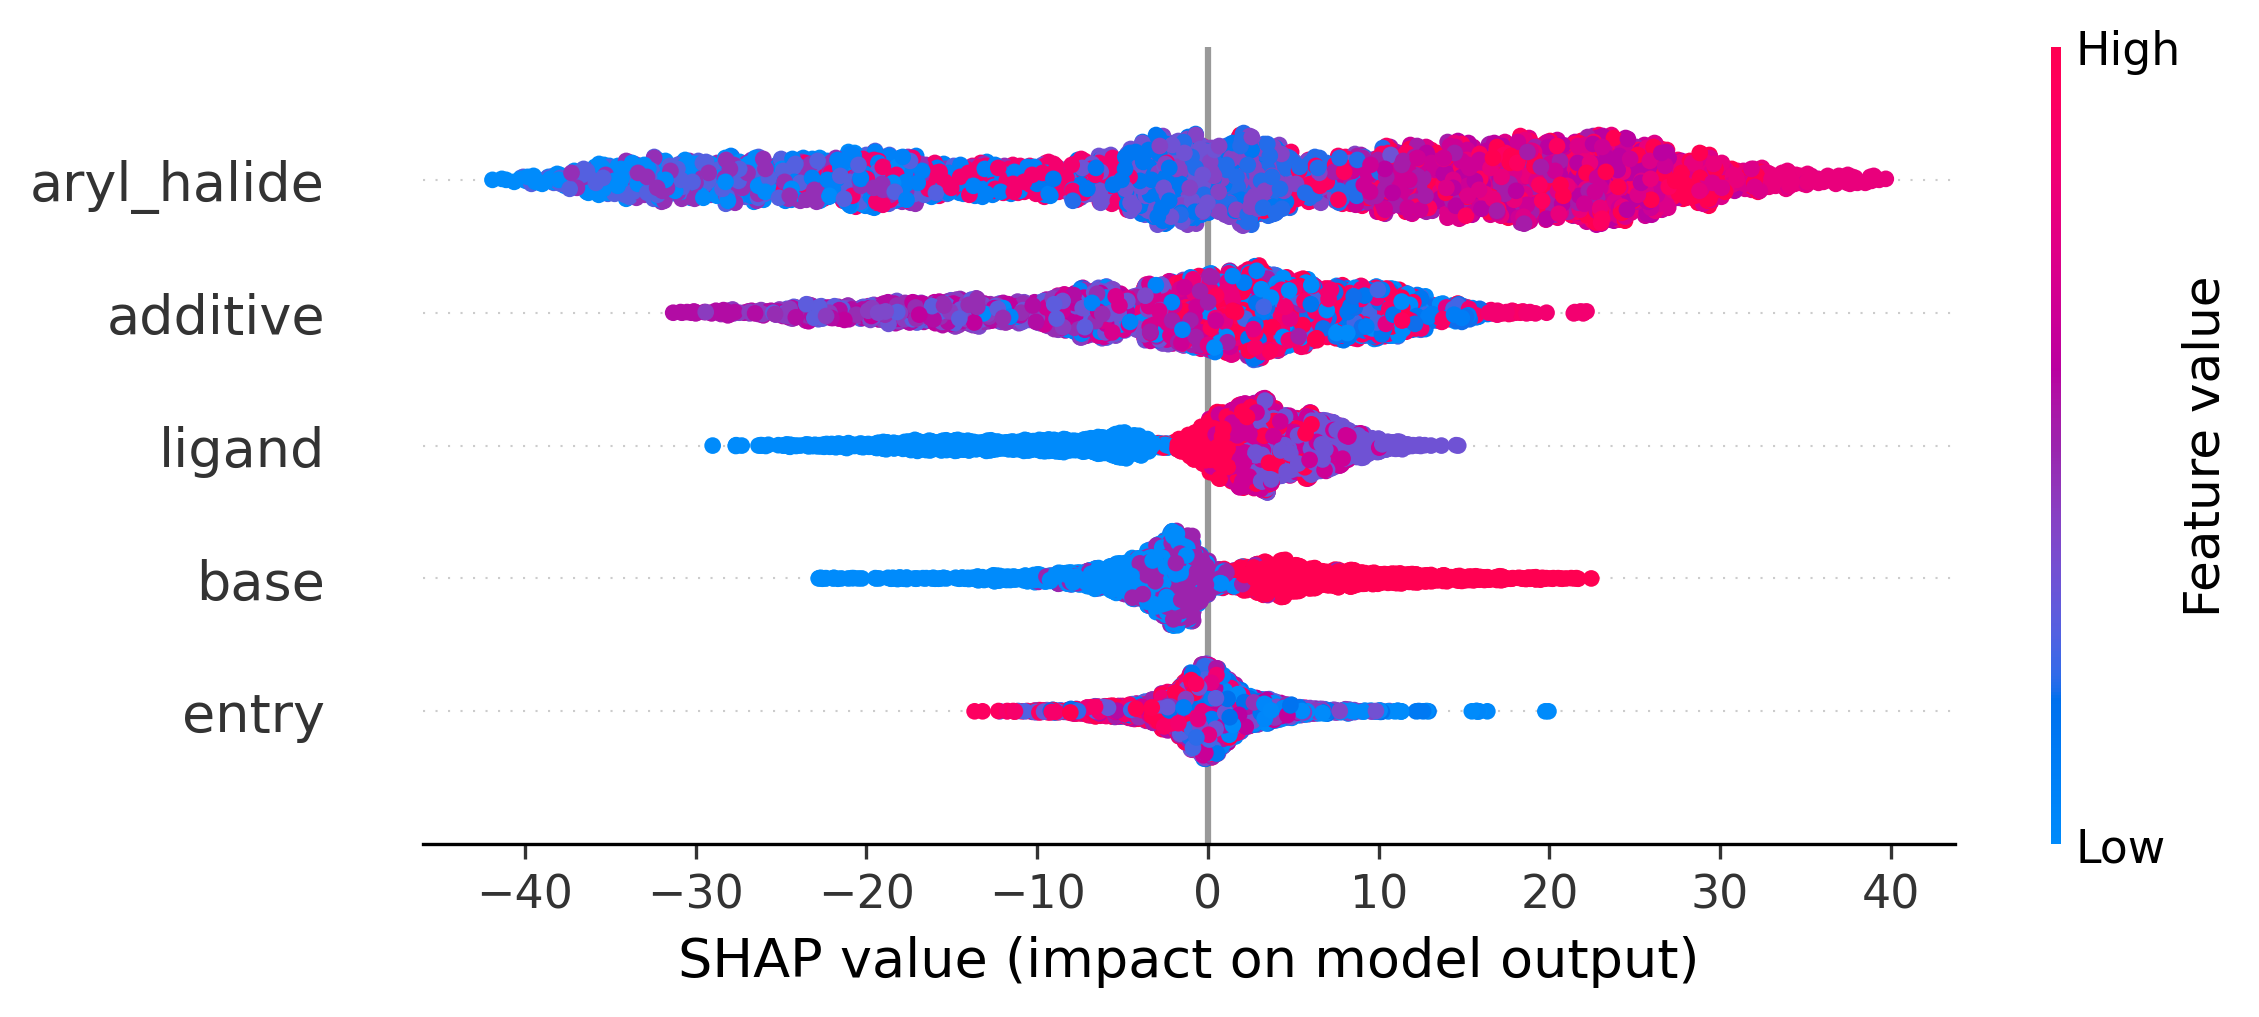 High
aryl_halide
additive
ligand
base
entry
Feature value
Low
−40 −30 −20 −10 0 10 20 30 40
SHAP value (impact on model output)